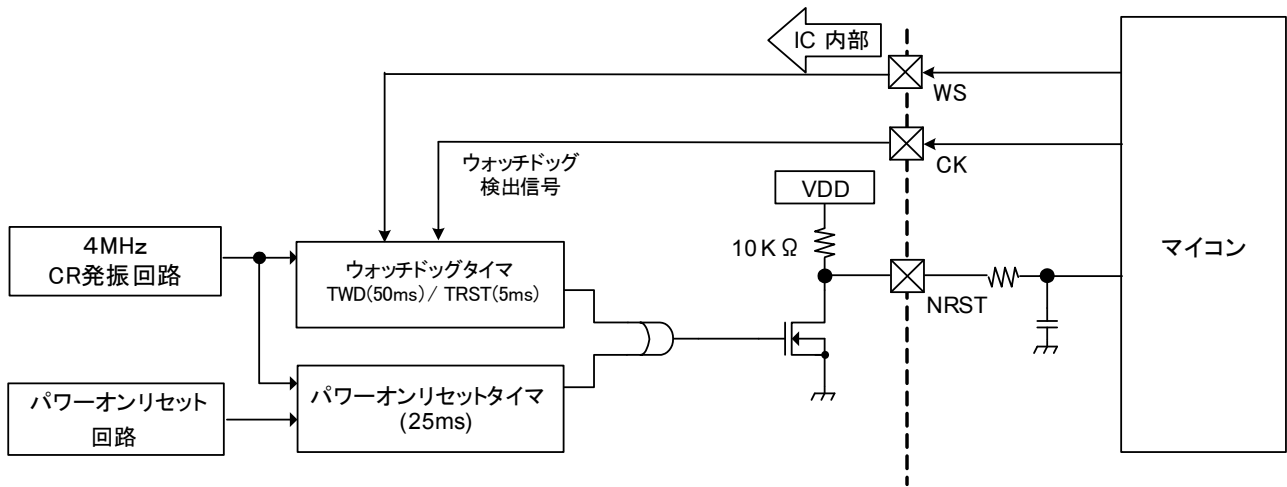 IC 内部
WS
CK
ウォッチドッグ
検出信号
VDD
10K Ω
マイコン
4MHz
CR発振回路
ウォッチドッグタイマ
TWD(50ms) / TRST(5ms)
NRST
パワーオンリセット
回路
パワーオンリセットタイマ
(25ms)